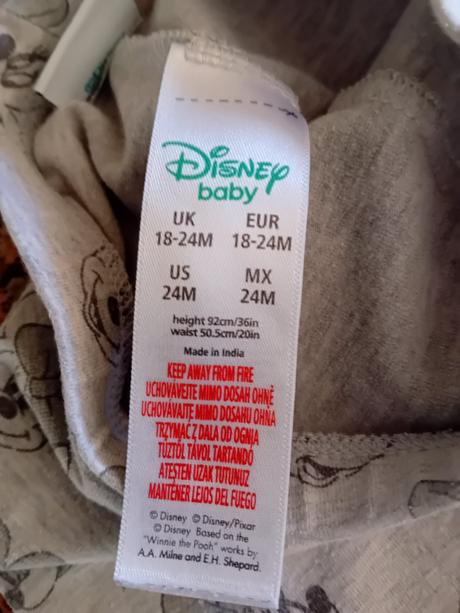 Disney
baby
UK EUR
18-24M 18-24M
US MX
24M 24M
height 92cm/36in
waist 50.5cm/20in
Made in India
KEEP AWAY FROM FIRE
UCHOVÁVEJTE MIMO DOSAH OHNĚ
UCHOVÁVAJTE MIMO DOSAHU OHŇA
TRZYMAĆ Z DALA OD OGNIA
TŰZTŐL TÁVOL TARTANDÓ
ATEŞTEN UZAK TUTUNUZ
MANTENER LEJOS DEL FUEGO
© Disney © Disney/Pixar
© Disney Based on the
"Winnie the Pooh" works by
A.A. Milne and E.H. Shepard.